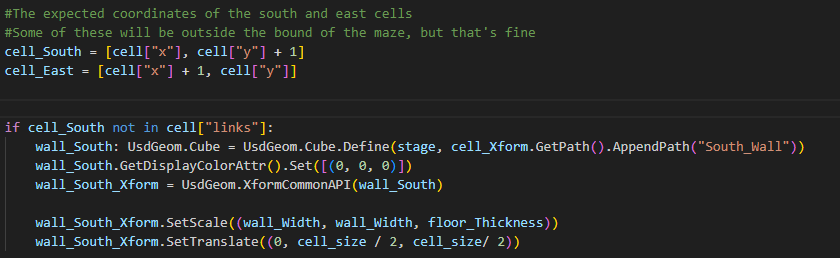 #The expected coordinates of the south and east cells
#Some of these will be outside the bound of the maze, but that's fine
cell_South = [cell["x"], cell["y"] + 1]
cell_East = [cell["x"] + 1, cell["y"]]
if cell_South not in cell["links"]:
    wall_South: UsdGeom.Cube = UsdGeom.Cube.Define(stage, cell_Xform.GetPath().AppendPath("South_Wall"))
    wall_South.GetDisplayColorAttr().Set([(0, 0, 0)])
    wall_South_Xform = UsdGeom.XformCommonAPI(wall_South)
    wall_South_Xform.SetScale((wall_Width, wall_Width, floor_Thickness))
    wall_South_Xform.SetTranslate((0, cell_size / 2, cell_size/ 2))